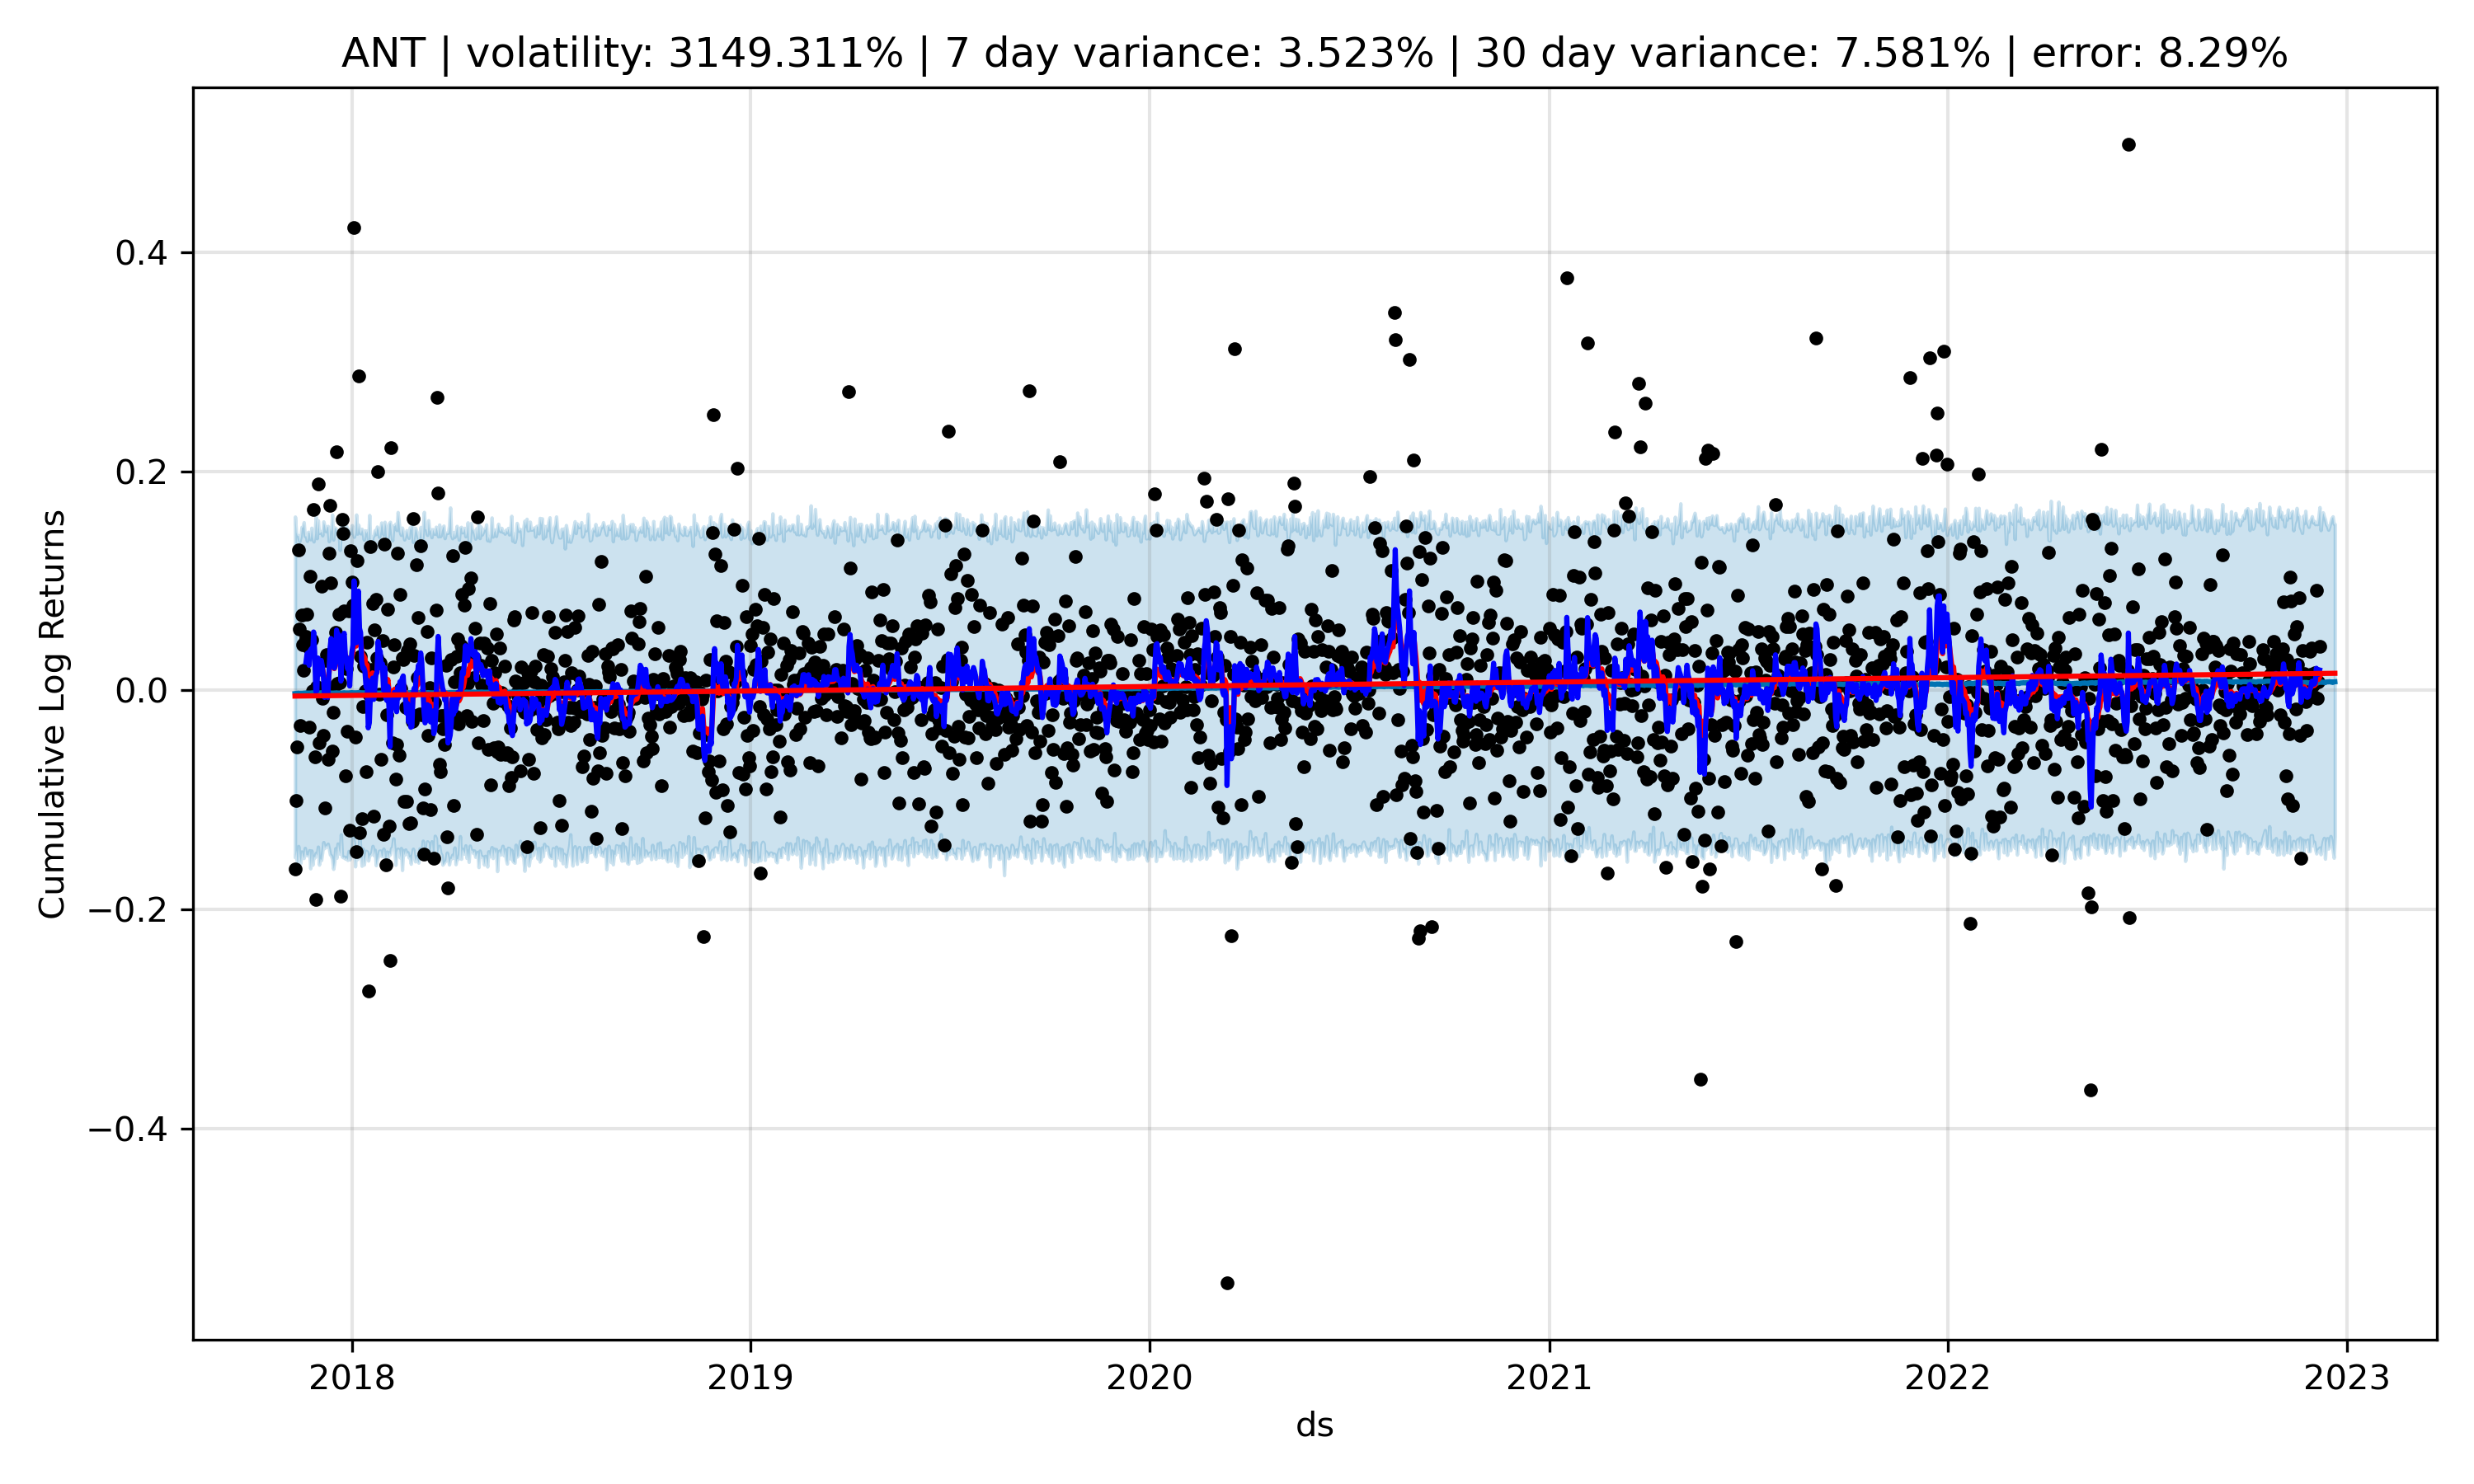 ANT | volatility: 3149.311% | 7 day variance: 3.523% | 30 day variance: 7.581% | error: 8.29%
Cumulative Log Returns
0.4
0.2
0.0
−0.2
−0.4
2018 2019 2020 2021 2022 2023
ds